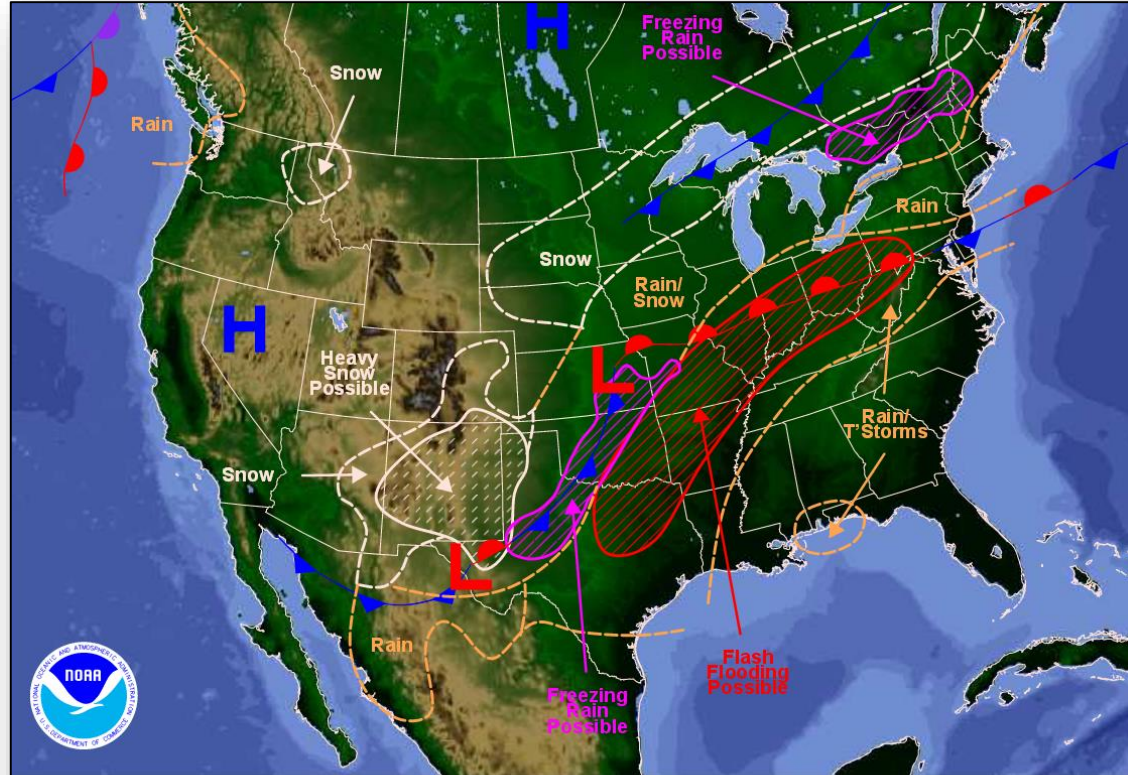 H
Freezing
Rain
Possible
Snow
Rain
Rain
Snow
Rain/
Snow
H
Heavy
Snow
Possible
L
Rain/
T'Storms
Snow
L
Rain
Flash
Flooding
Possible
Freezing
Rain
Possible
NATIONAL OCEANIC AND ATMOSPHERIC ADMINISTRATION
NOAA
U.S. DEPARTMENT OF COMMERCE